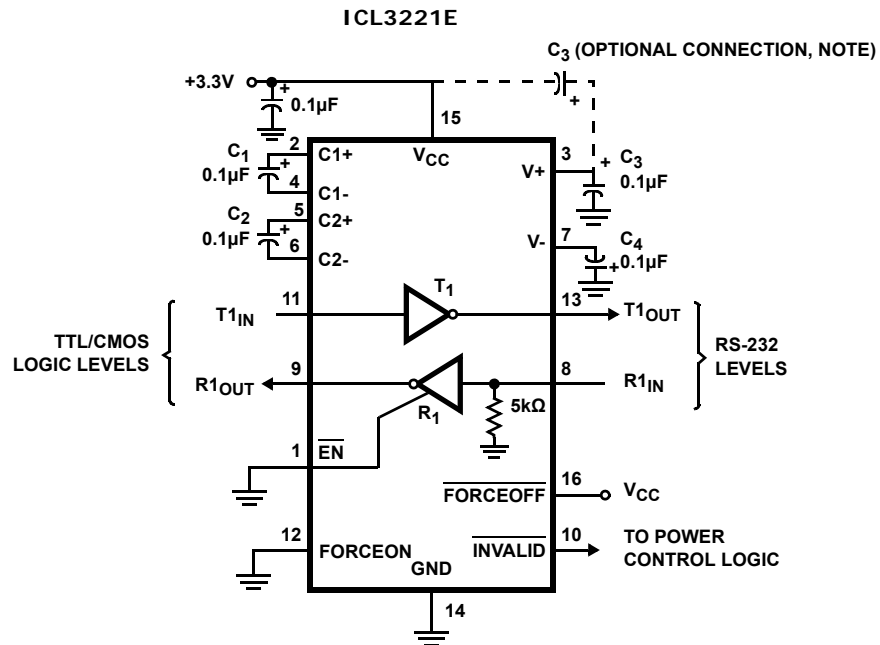 ICL3221E
C3 (OPTIONAL CONNECTION, NOTE)
+3.3V
+
0.1µF
+
15
2
C1
0.1µF
+
C1+
VCC
4
C1-
5
C2
0.1µF
+
C2+
6
C2-
3
V+
+
C3
0.1µF
7
V-
C4
0.1µF
+
T1
11
T1IN
13
T1OUT
TTL/CMOS
LOGIC LEVELS
RS-232
LEVELS
9
R1OUT
R1
5kΩ
8
R1IN
1
EN
16
FORCEOFF
VCC
12
FORCEON
10
INVALID
TO POWER
CONTROL LOGIC
GND
14